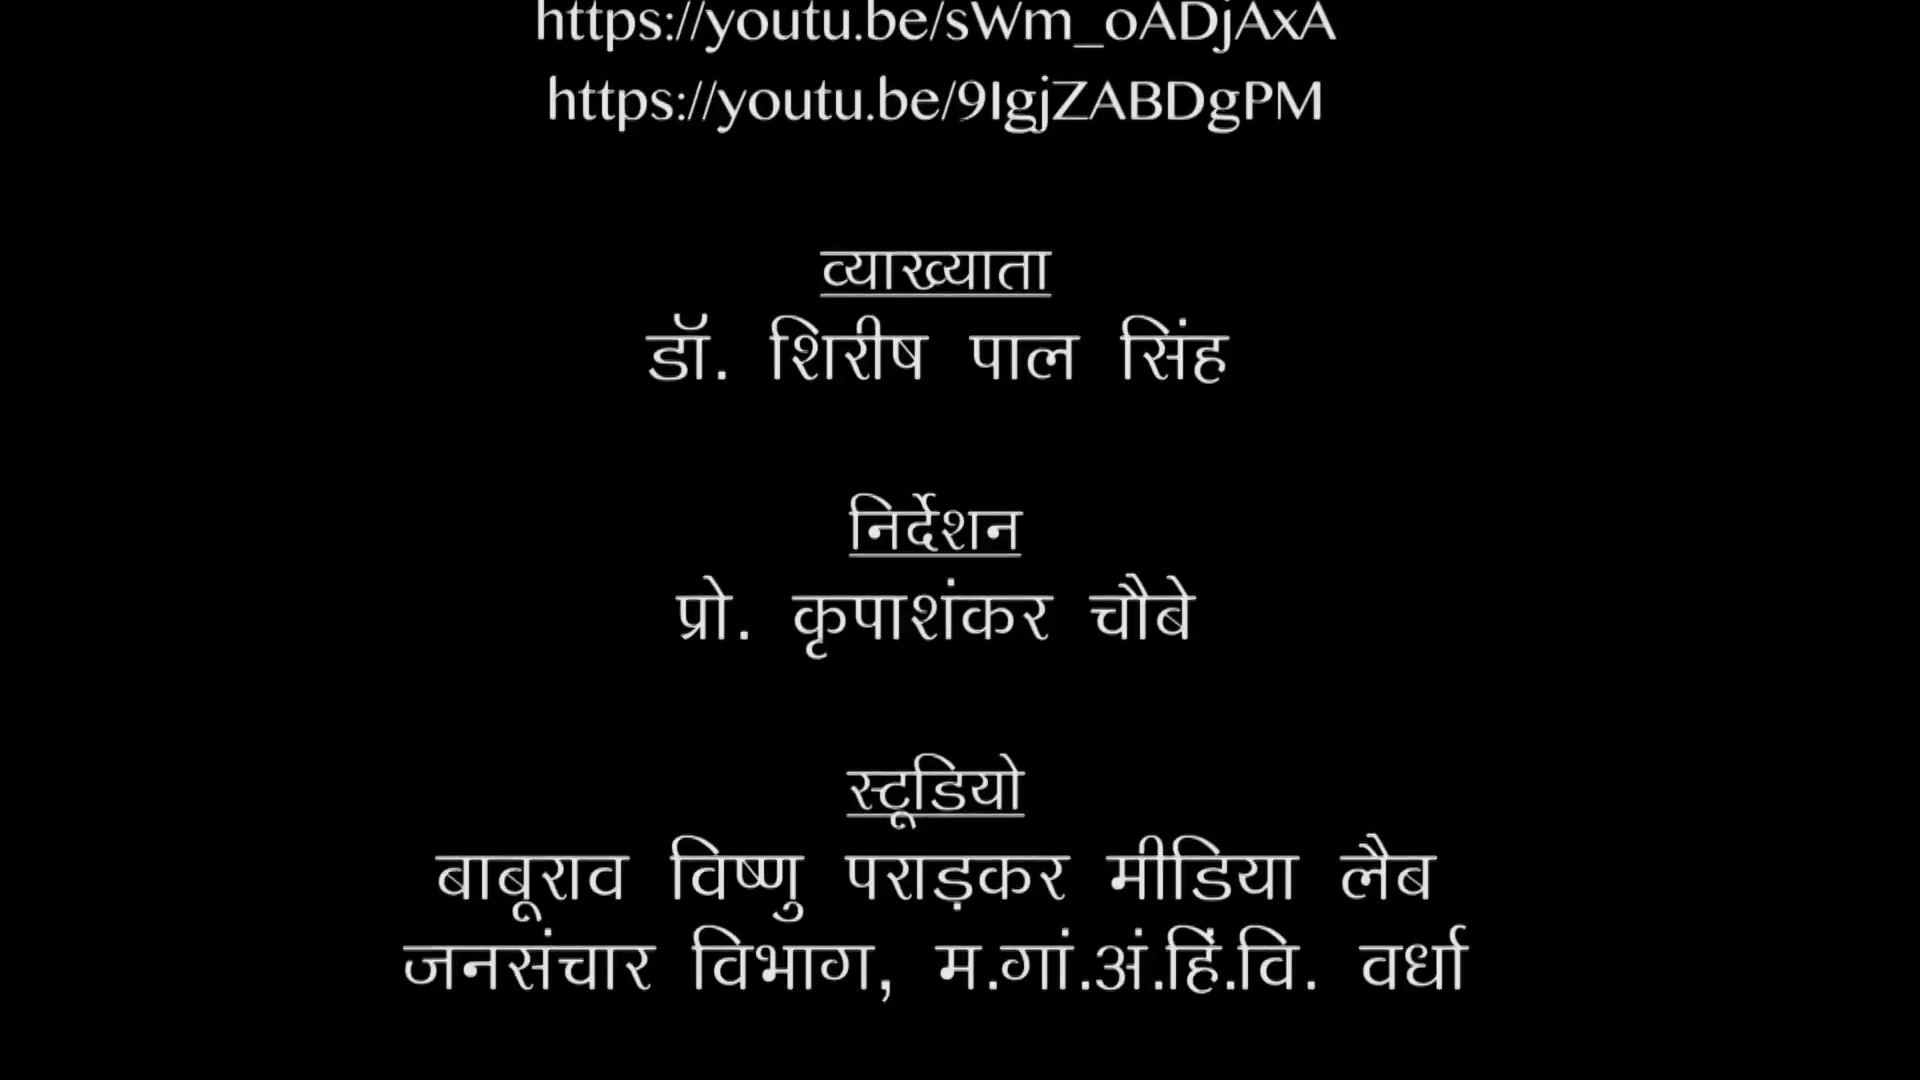 https://youtu.be/sWm_oADjAxA
https://youtu.be/9IgjZABDgPM
व्याख्याता
डॉ. शिरीष पाल सिंह
निर्देशन
प्रो. कृपाशंकर चौबे
स्टूडियो
बाबूराव विष्णु पराड़कर मीडिया लैब
जनसंचार विभाग, म.गां.अं.हिं.वि. वर्धा